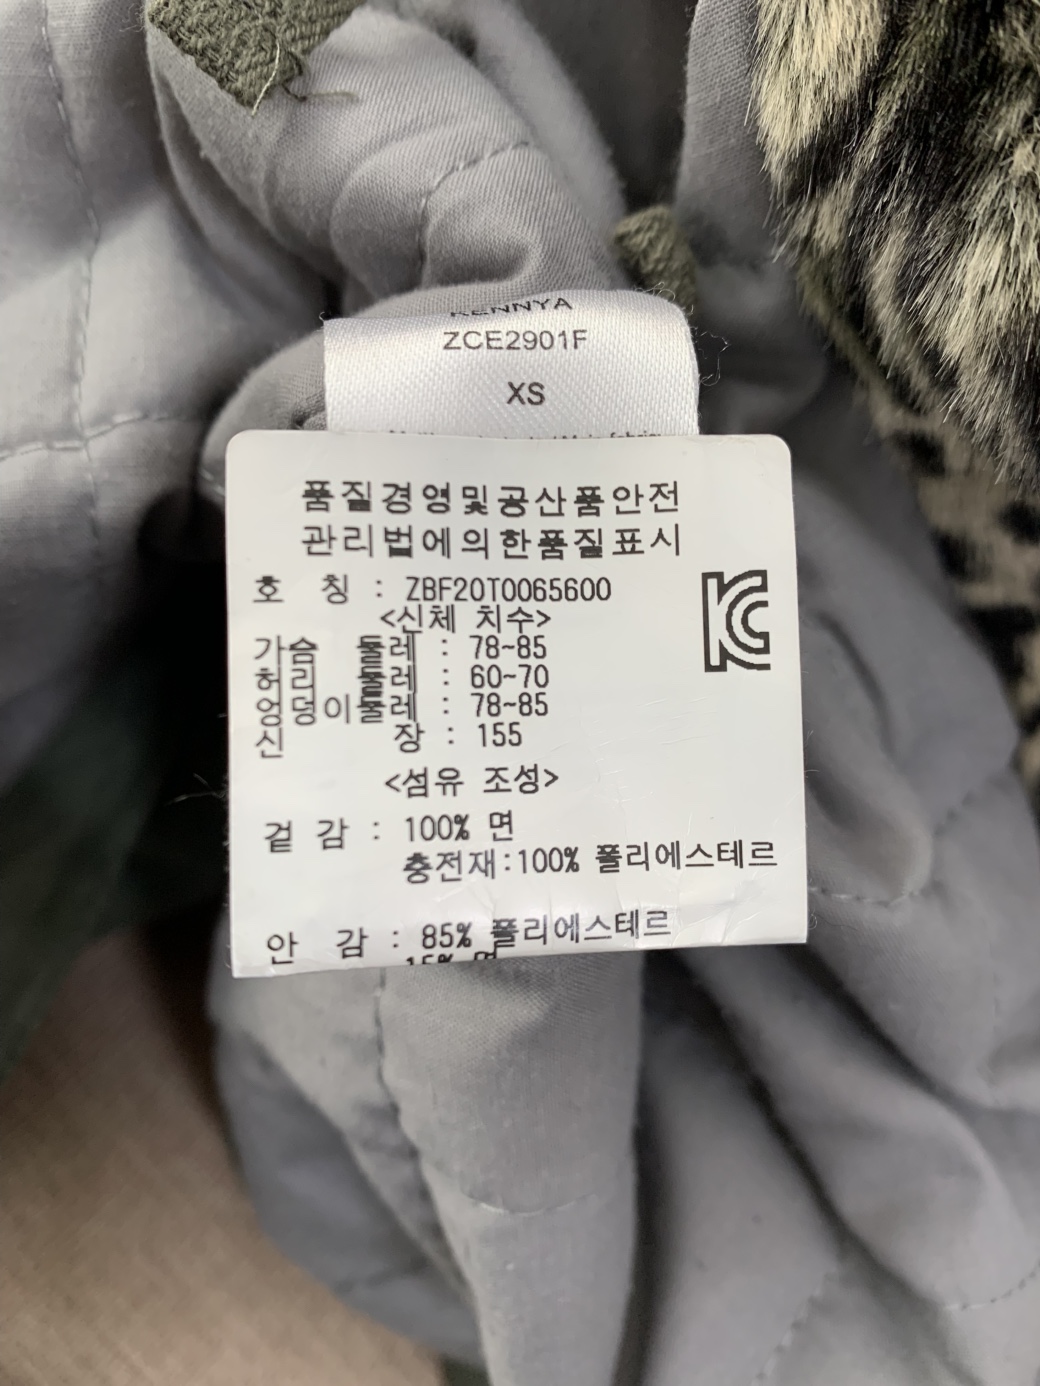 KENNYA
ZCE2901F
XS
품질경영및공산품안전
관리법에의한품질표시
호 칭 : ZBF20T0065600
<신체 치수>
가슴 둘레 : 78~85
허리 둘레 : 60~70
엉덩이둘레 : 78~85
신 장 : 155
<섬유 조성>
겉 감 : 100% 면
충전재:100% 폴리에스테르
안 감 : 85% 폴리에스테르
15% 면
KC